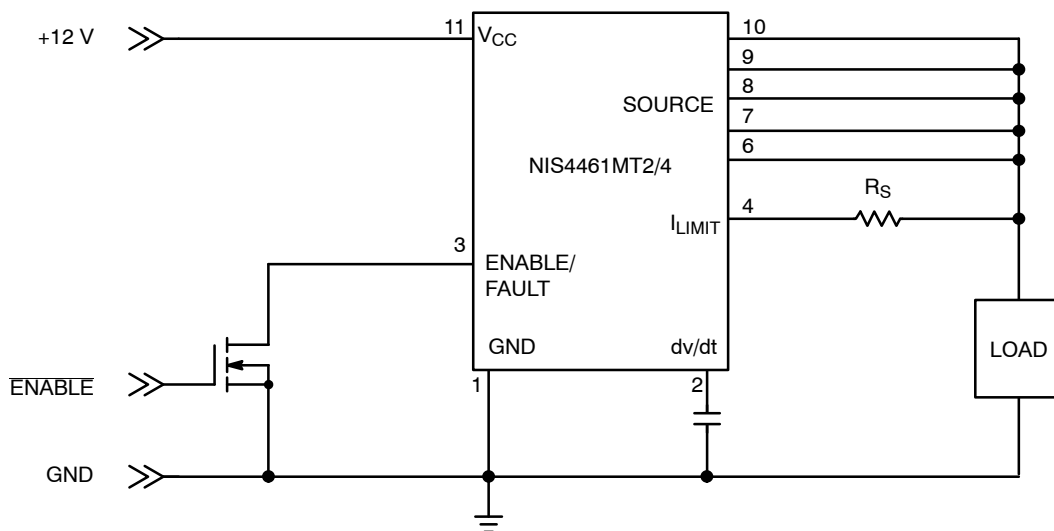 +12 V
11
V_CC
10
9
8
SOURCE
7
6
NIS4461MT2/4
R_S
4
I_LIMIT
3
ENABLE/
FAULT
GND
dv/dt
LOAD
ENABLE
1
2
GND